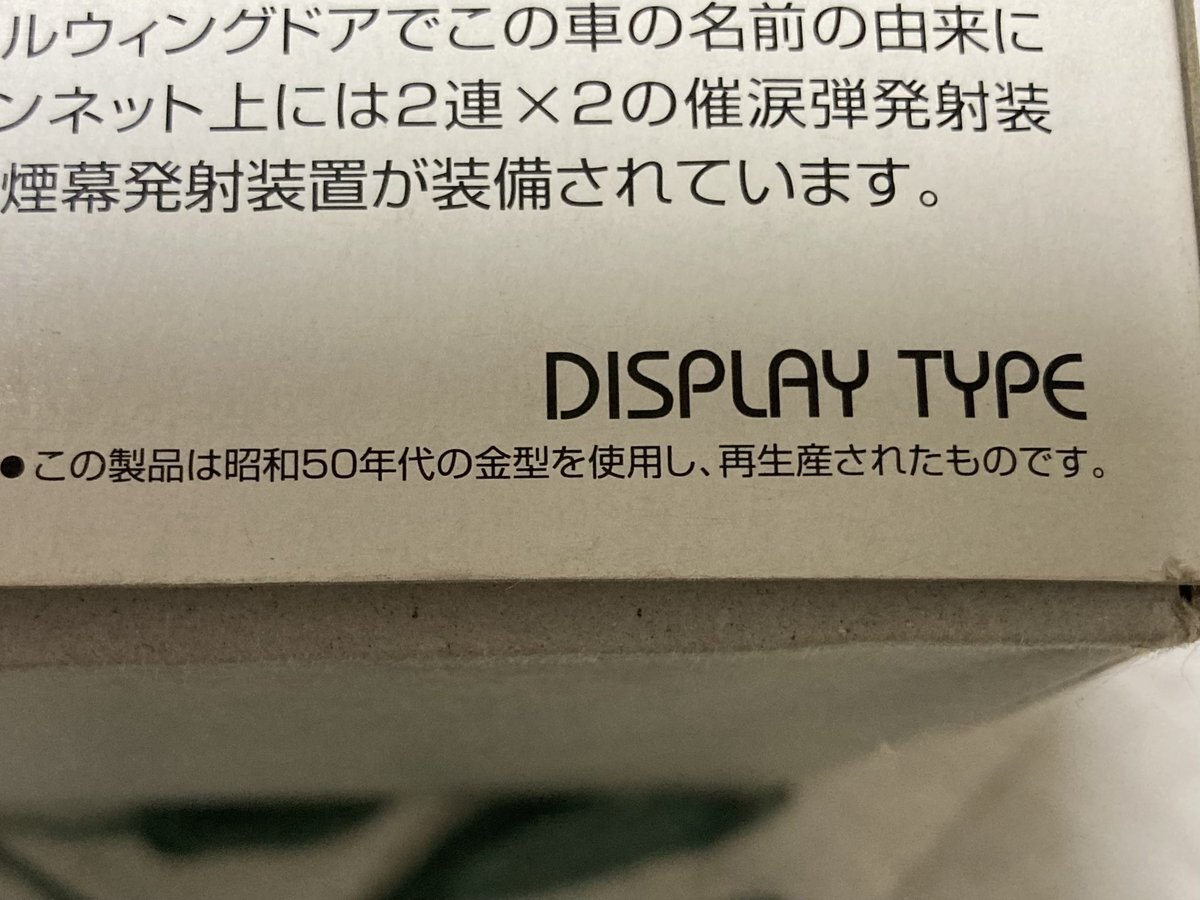 ルウィングドアでこの車の名前の由来に
ンネット上には2連×2の催涙弾発射装
煙幕発射装置が装備されています。
DISPLAY TYPE
●この製品は昭和50年代の金型を使用し、再生産されたものです。